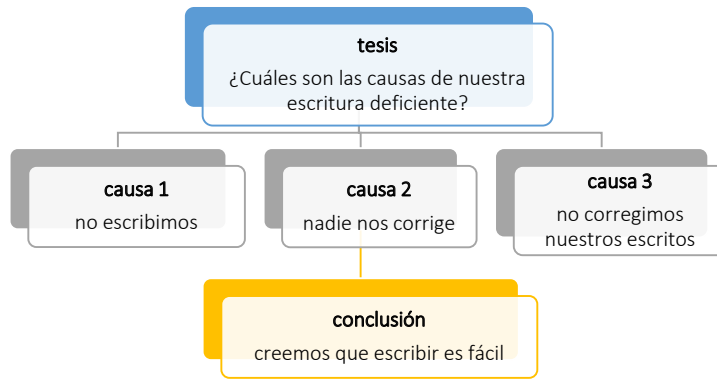 tesis
¿Cuáles son las causas de nuestra
escritura deficiente?
causa 1
no escribimos
causa 2
nadie nos corrige
causa 3
no corregimos
nuestros escritos
conclusión
creemos que escribir es fácil